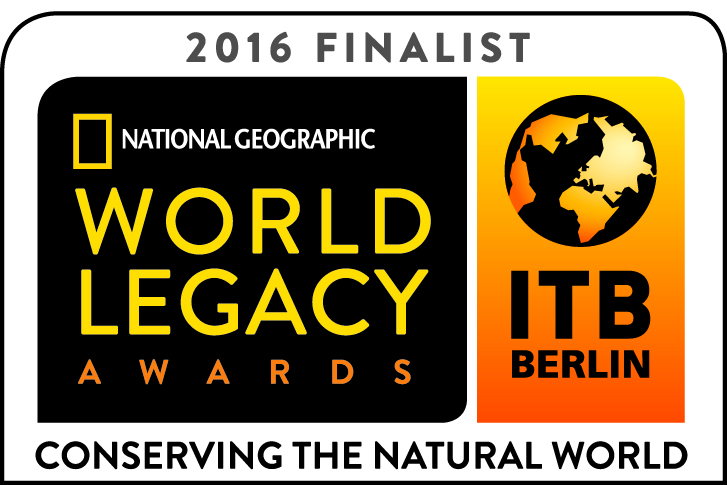 2016 FINALIST
NATIONAL GEOGRAPHIC
WORLD
LEGACY
AWARDS
ITB
BERLIN
CONSERVING THE NATURAL WORLD